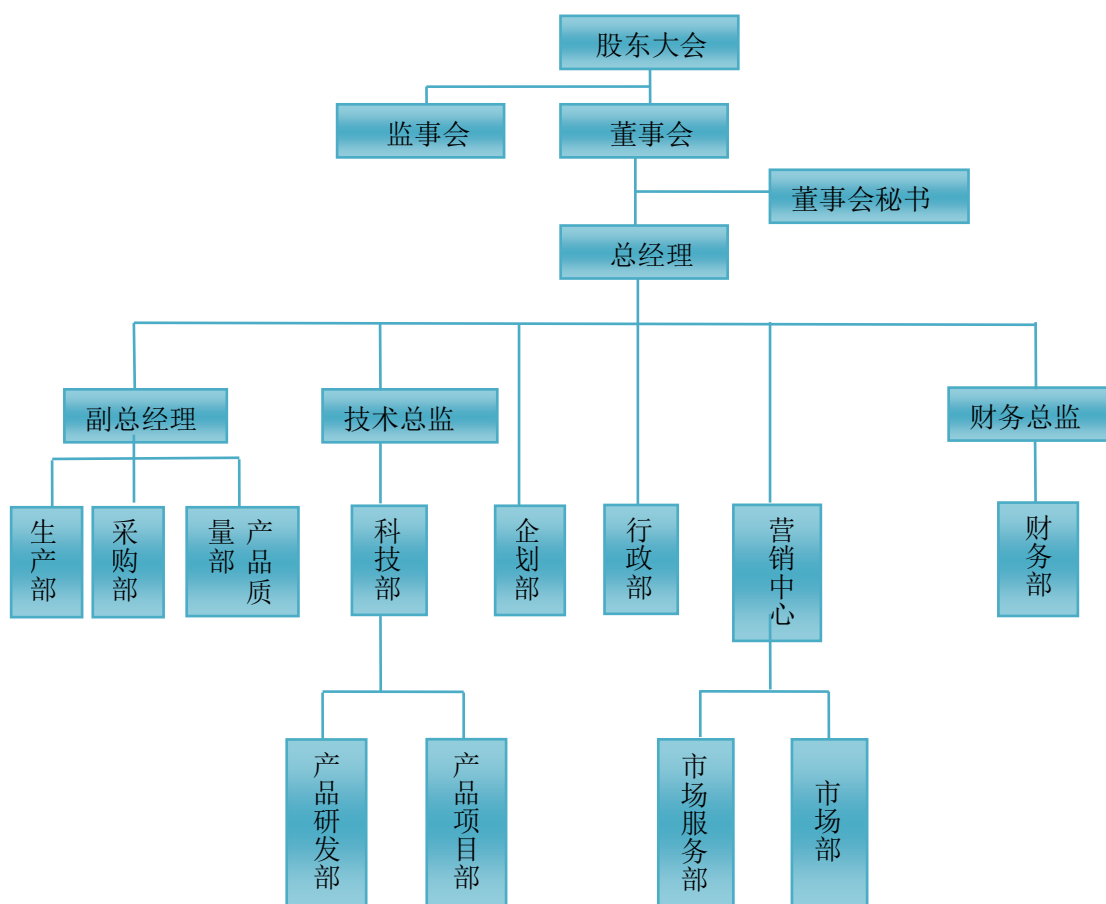 股东大会
监事会
董事会
董事会秘书
总经理
副总经理
技术总监
财务总监
生产部
采购部
产品质量部
科技部
企划部
行政部
营销中心
财务部
产品研发部
产品项目部
市场服务部
市场部